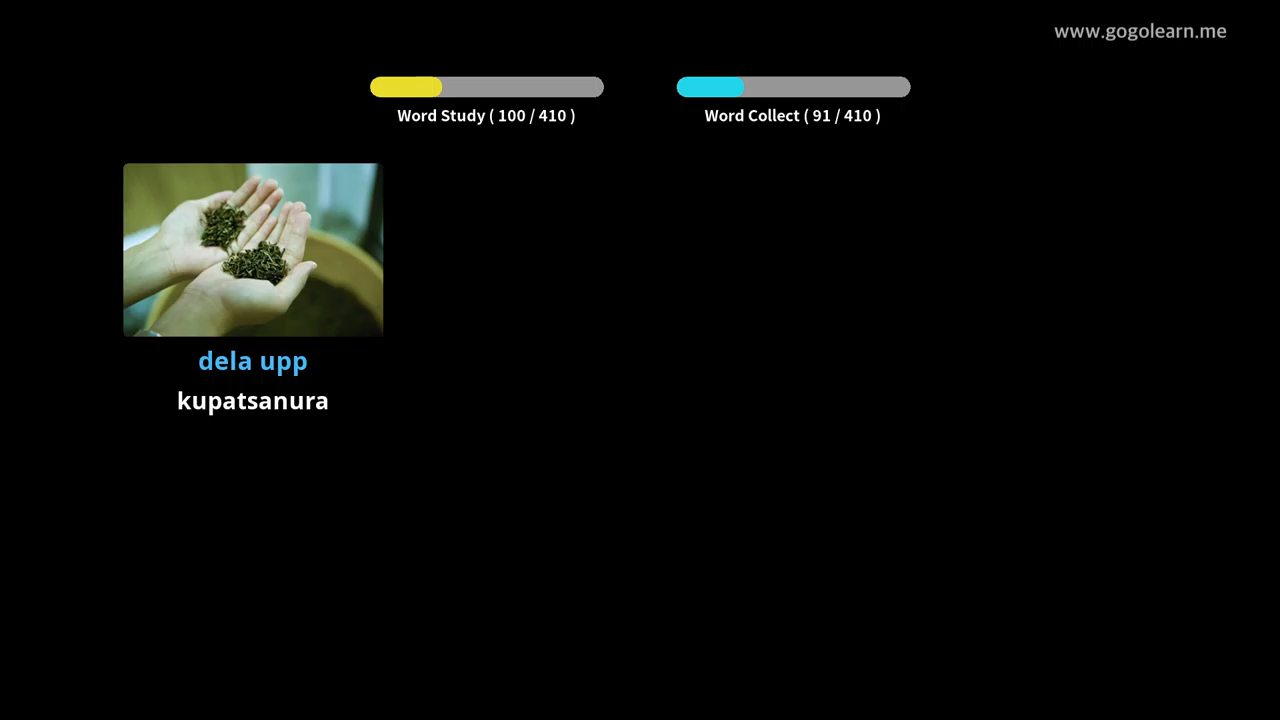 www.gogolearn.me
Word Study ( 100 / 410 )
Word Collect ( 91 / 410 )
dela upp
kupatsanura